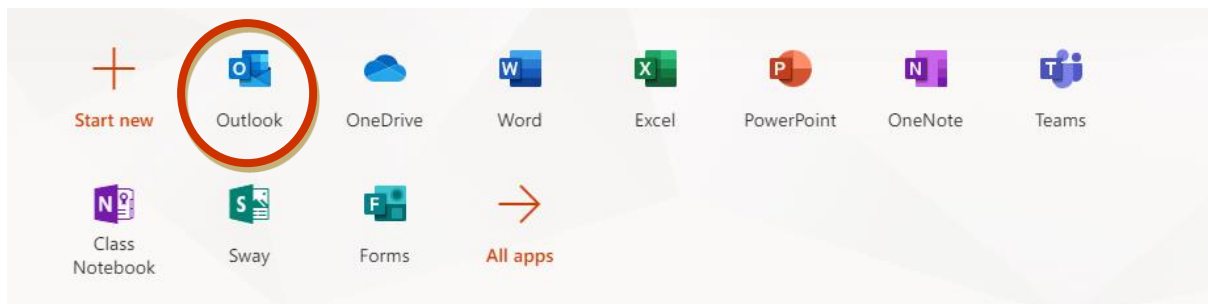 Start new
Outlook
OneDrive
Word
Excel
PowerPoint
OneNote
Teams
Class
Notebook
Sway
Forms
All apps